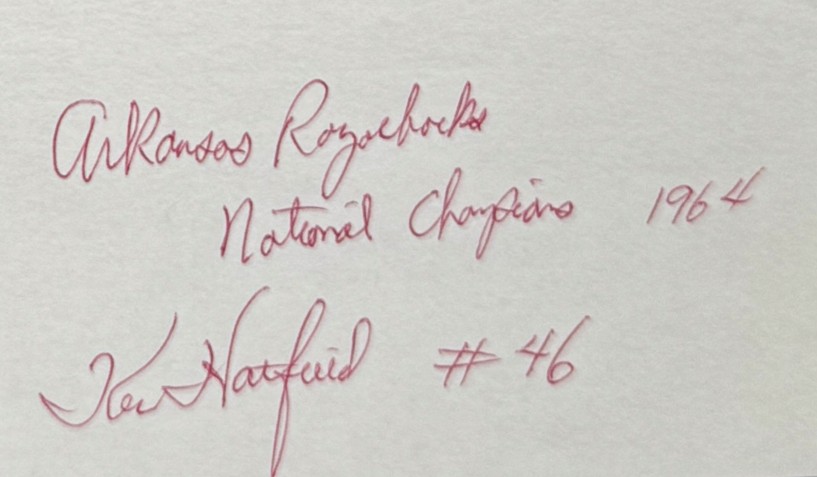 Arkansas Razorbacks
National Champions 1964
Ken Hatfield #46